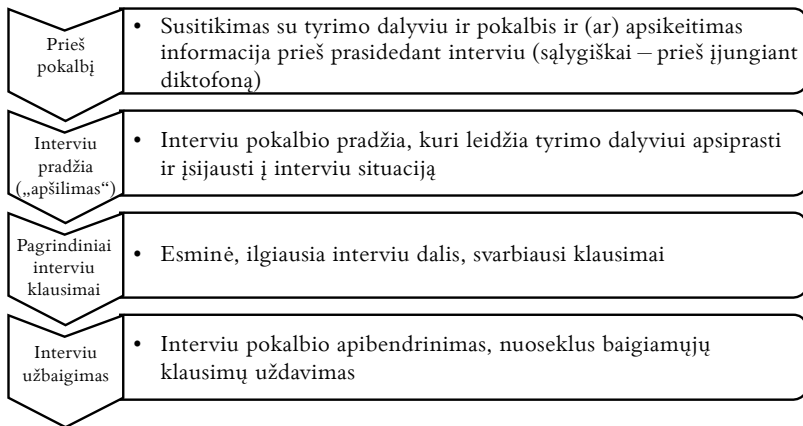 Prieš
pokalbį
• Susitikimas su tyrimo dalyviu ir pokalbis ir (ar) apsikeitimas
informacija prieš prasidedant interviu (sąlygiškai – prieš įjungiant
diktofoną)
Interviu
pradžia
(„apšilimas“)
• Interviu pokalbio pradžia, kuri leidžia tyrimo dalyviui apsiprasti
ir įsijausti į interviu situaciją
Pagrindiniai
interviu
klausimai
• Esminė, ilgiausia interviu dalis, svarbiausi klausimai
Interviu
užbaigimas
• Interviu pokalbio apibendrinimas, nuoseklus baigiamųjų
klausimų uždavimas